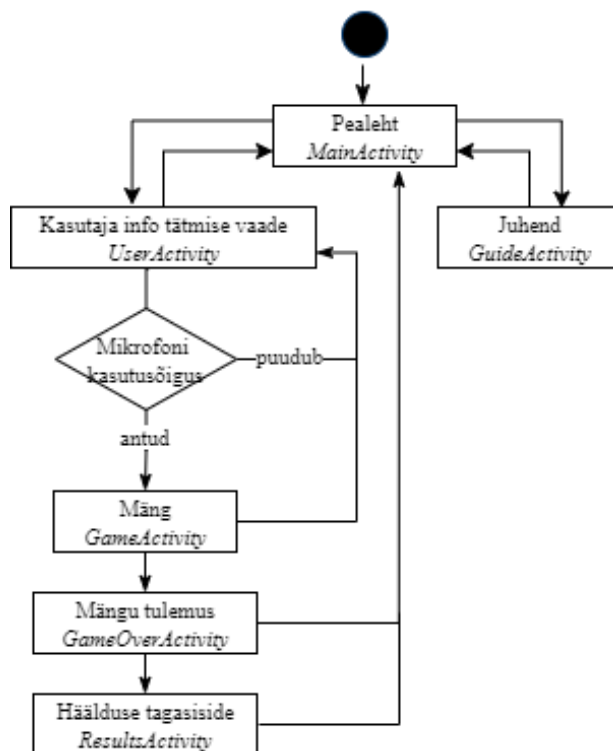 Pealeht
MainActivity
Kasutaja info tätmise vaade
UserActivity
Juhend
GuideActivity
Mikrofoni
kasutusõigus
puudub
antud
Mäng
GameActivity
Mängu tulemus
GameOverActivity
Häälduse tagasiside
ResultsActivity